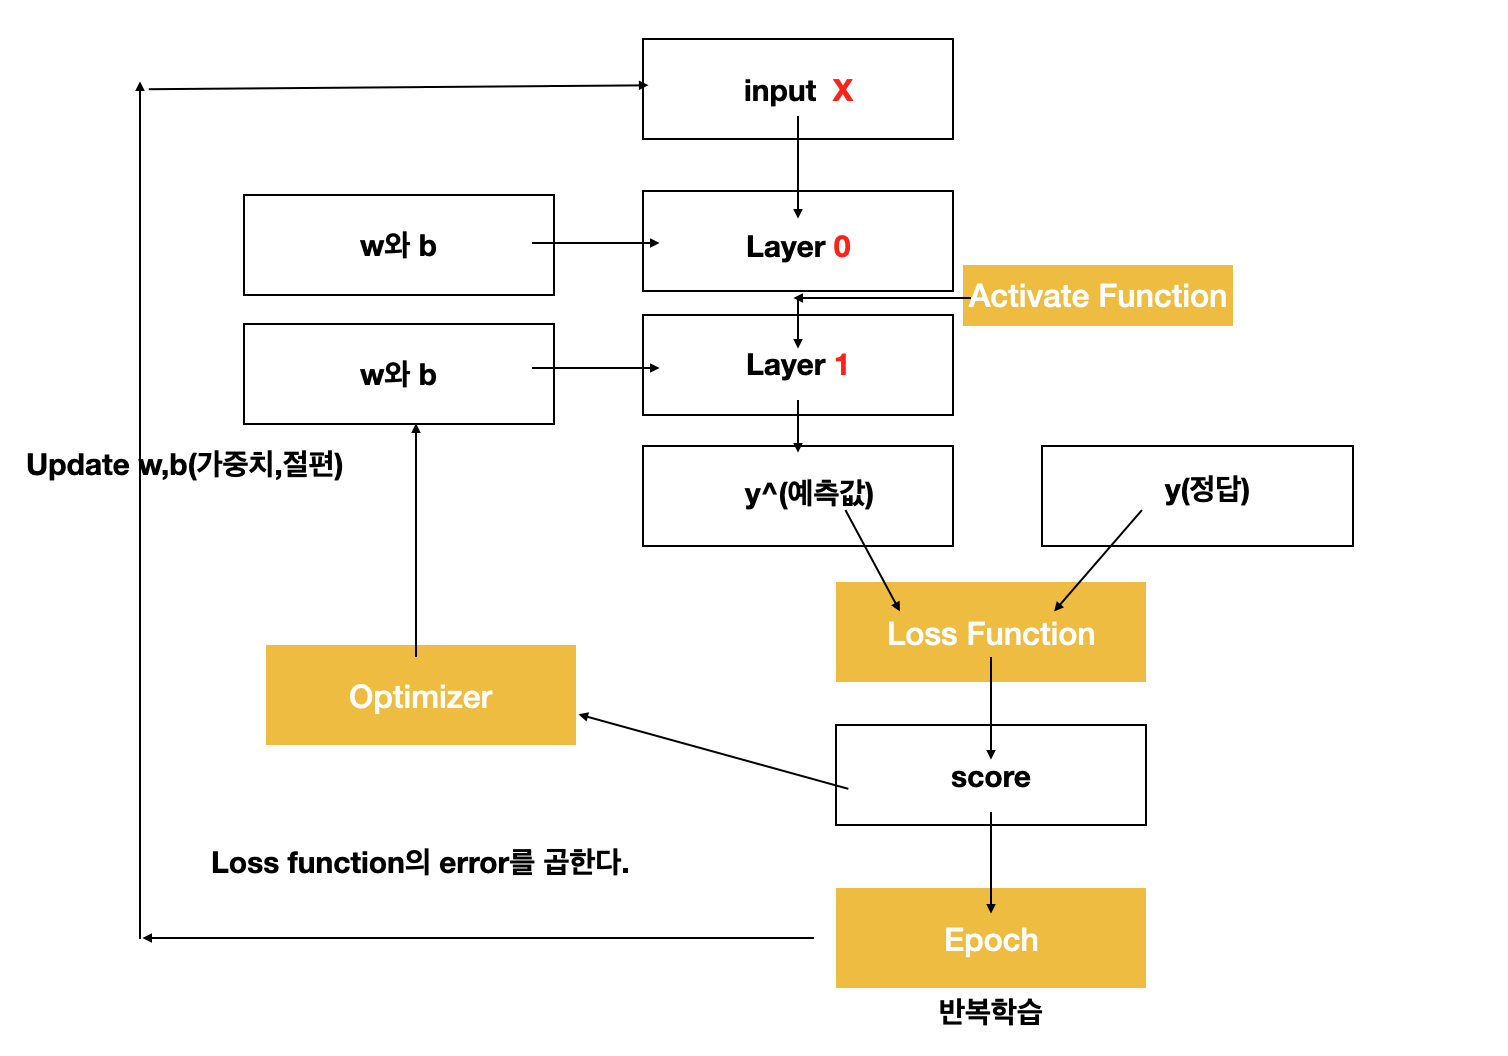 input X
w와 b
Layer 0
Activate Function
w와 b
Layer 1
Update w,b(가중치,절편)
y^(예측값)
y(정답)
Loss Function
Optimizer
score
Loss function의 error를 곱한다.
Epoch
반복학습